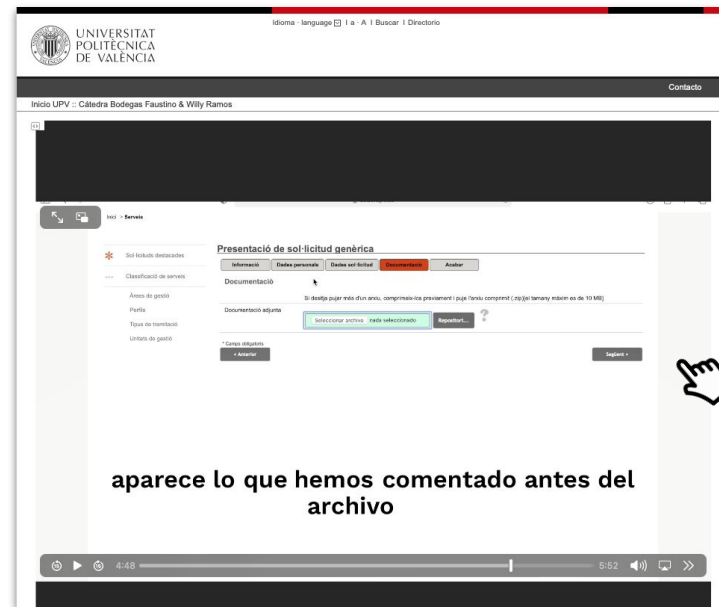 Idioma · language I a · A I Buscar I Directorio
UNIVERSITAT
POLITÈCNICA
DE VALÈNCIA
Contacto
Inicio UPV :: Cátedra Bodegas Faustino & Willy Ramos
Inici > Serveis
Sol·licituds destacades
Classificació de serveis
Àrees de gestió
Perfils
Tipus de tramitació
Unitats de gestió
Presentació de sol·licitud genèrica
Informació Dades personals Dades sol·licitud Documentació Acabar
Documentació
Si desitja pujar més d'un arxiu, comprimeix-los prèviament i puje l'arxiu comprimit (.zip)[el tamany màxim es de 10 MB]
Documentació adjunta
Seleccionar archivo nada seleccionado Repositori... ?
* Camps obligatoris
« Anterior Següent »
aparece lo que hemos comentado antes del
archivo
4:48 5:52